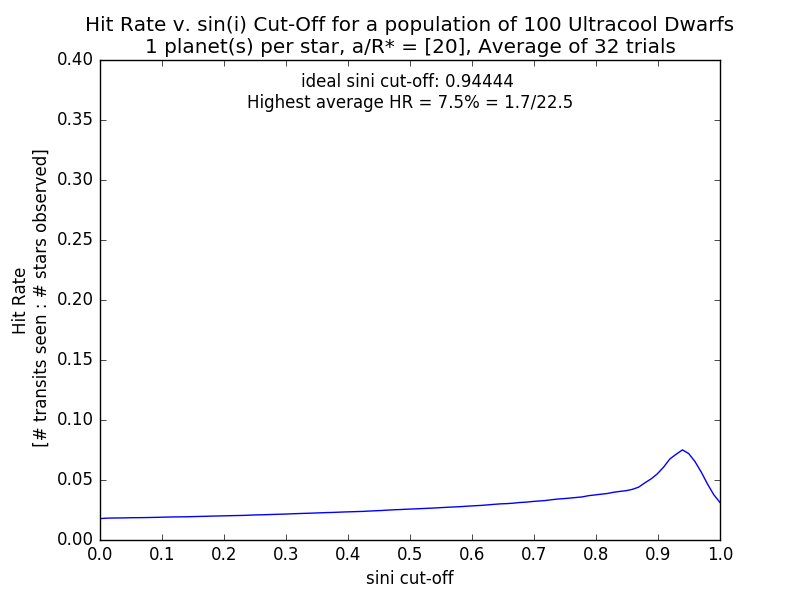 Hit Rate v. sin(i) Cut-Off for a population of 100 Ultracool Dwarfs
1 planet(s) per star, a/R* = [20], Average of 32 trials
ideal sini cut-off: 0.94444
Highest average HR = 7.5% = 1.7/22.5
Hit Rate
[# transits seen : # stars observed]
0.40
0.35
0.30
0.25
0.20
0.15
0.10
0.05
0.00
0.0 0.1 0.2 0.3 0.4 0.5 0.6 0.7 0.8 0.9 1.0
sini cut-off